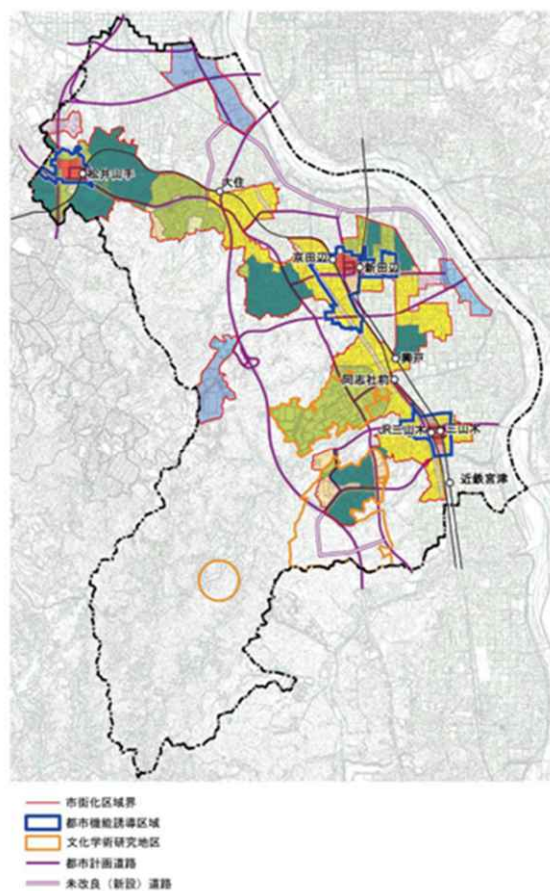 松井山手
大住
京田辺
新田辺
興戸
同志社前
JR三山木
三山木
近鉄宮津
市街化区域界
都市機能誘導区域
文化学術研究地区
都市計画道路
未改良（新設）道路